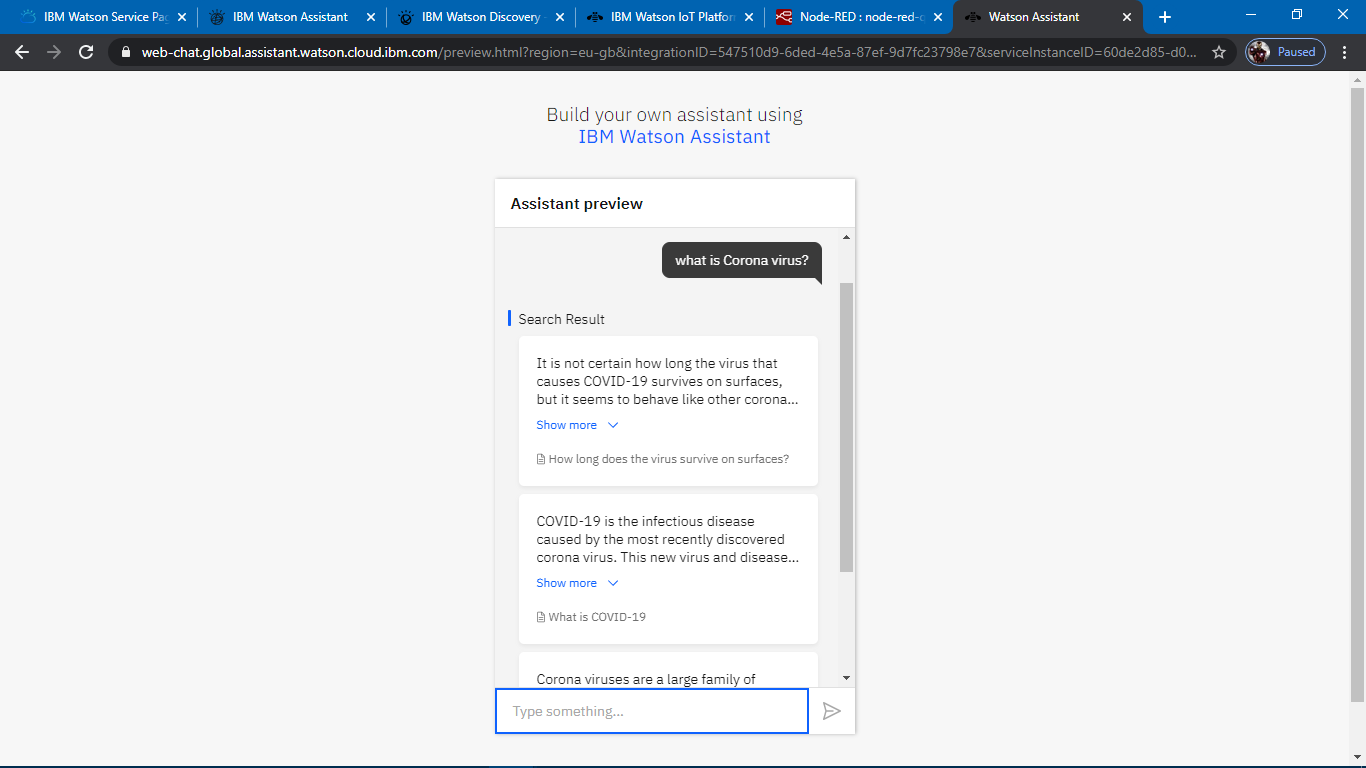 IBM Watson Service Pag
IBM Watson Assistant
IBM Watson Discovery -
IBM Watson IoT Platform
Node-RED : node-red-q
Watson Assistant
web-chat.global.assistant.watson.cloud.ibm.com/preview.html?region=eu-gb&integrationID=547510d9-6ded-4e5a-87ef-9d7fc23798e7&serviceInstanceID=60de2d85-d0...
Paused
Build your own assistant using
IBM Watson Assistant
Assistant preview
what is Corona virus?
Search Result
It is not certain how long the virus that
causes COVID-19 survives on surfaces,
but it seems to behave like other corona...
Show more
How long does the virus survive on surfaces?
COVID-19 is the infectious disease
caused by the most recently discovered
corona virus. This new virus and disease...
Show more
What is COVID-19
Corona viruses are a large family of
Type something...